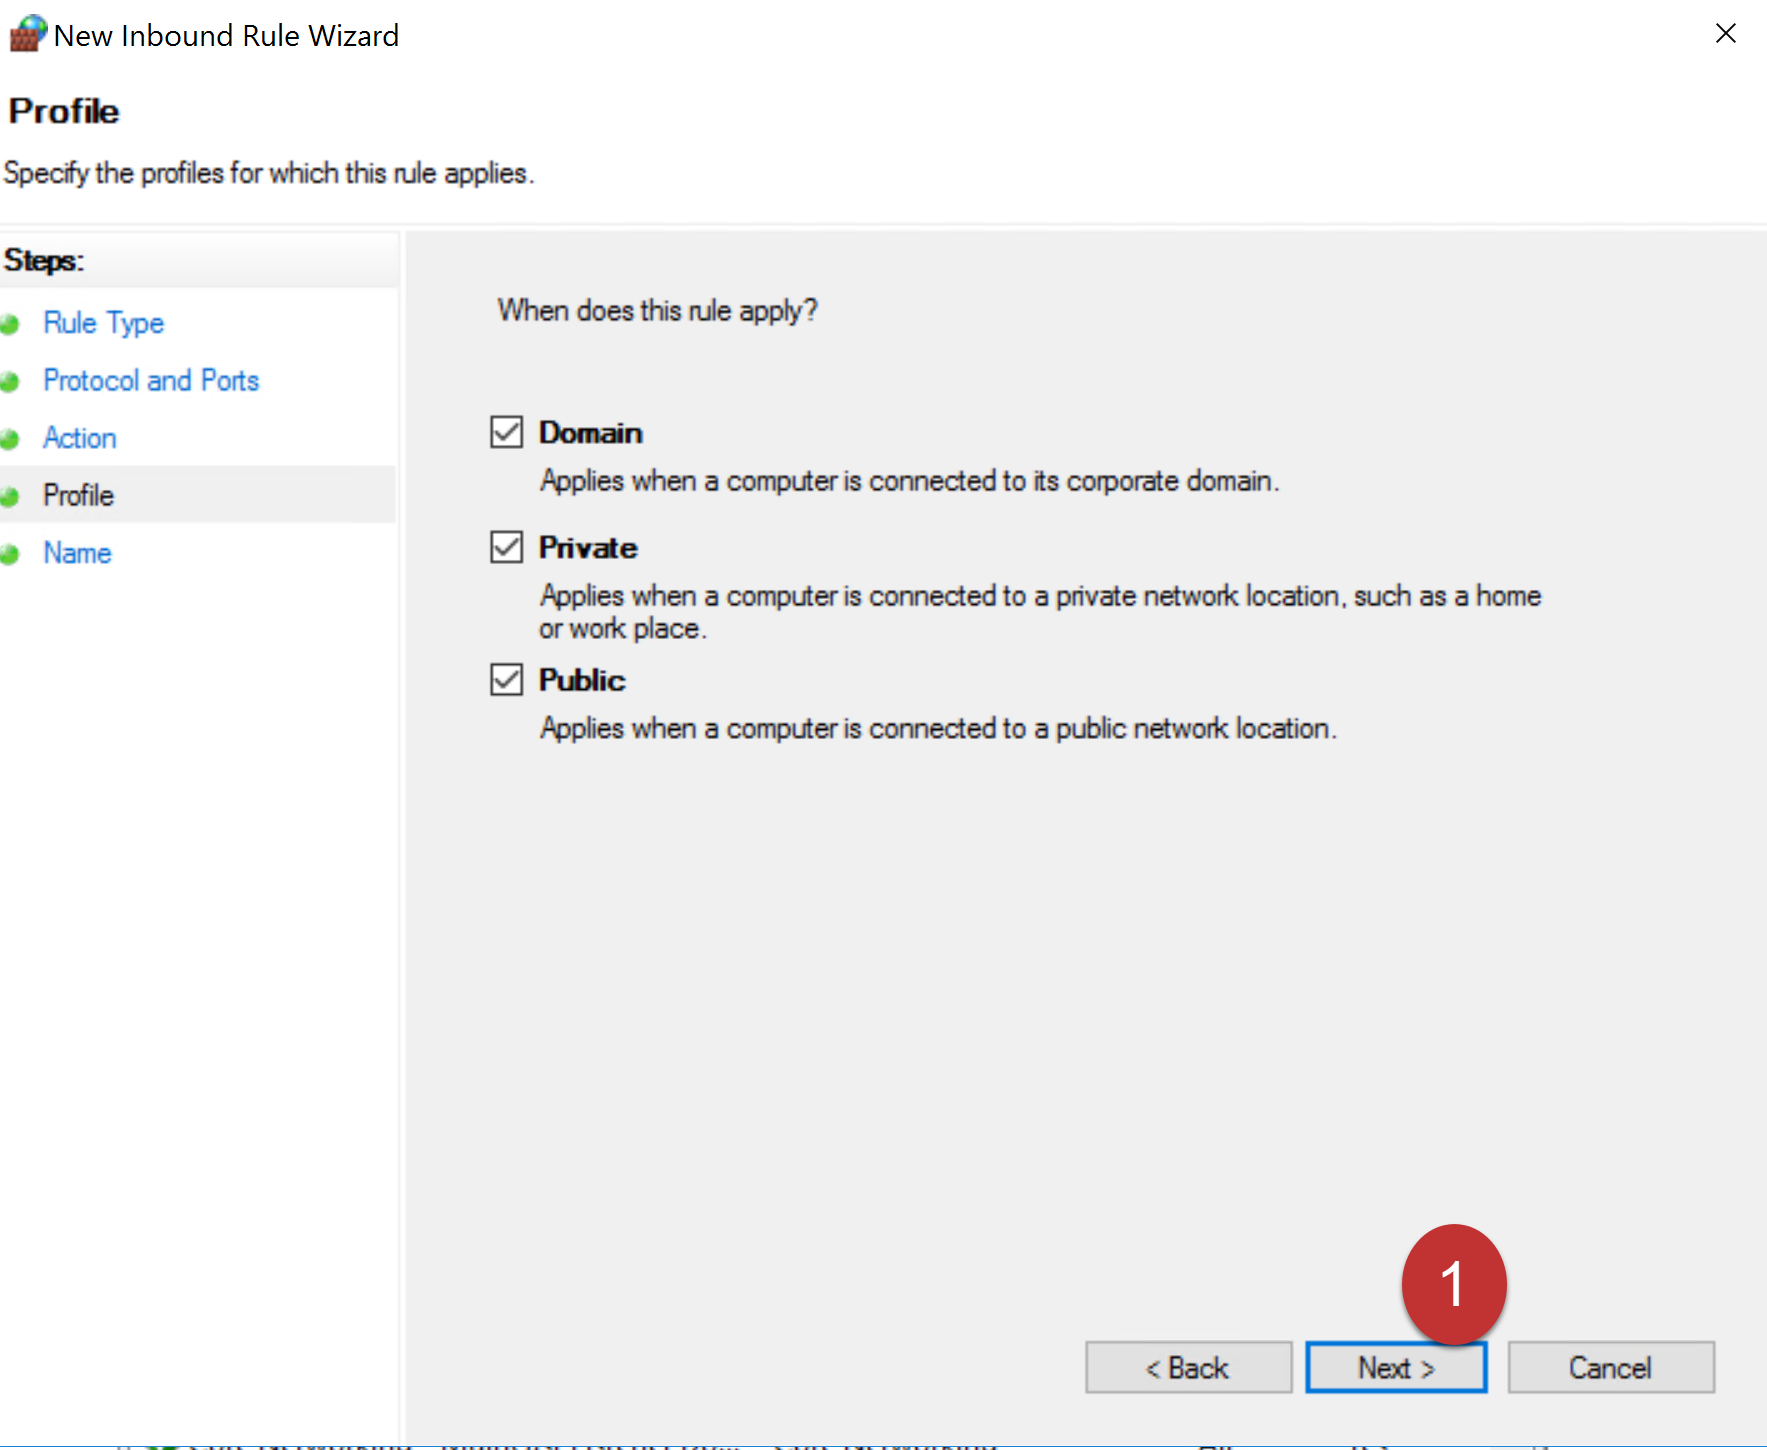 New Inbound Rule Wizard
Profile
Specify the profiles for which this rule applies.
Steps:
Rule Type
Protocol and Ports
Action
Profile
Name
When does this rule apply?
Domain
Applies when a computer is connected to its corporate domain.
Private
Applies when a computer is connected to a private network location, such as a home
or work place.
Public
Applies when a computer is connected to a public network location.
1
< Back
Next >
Cancel